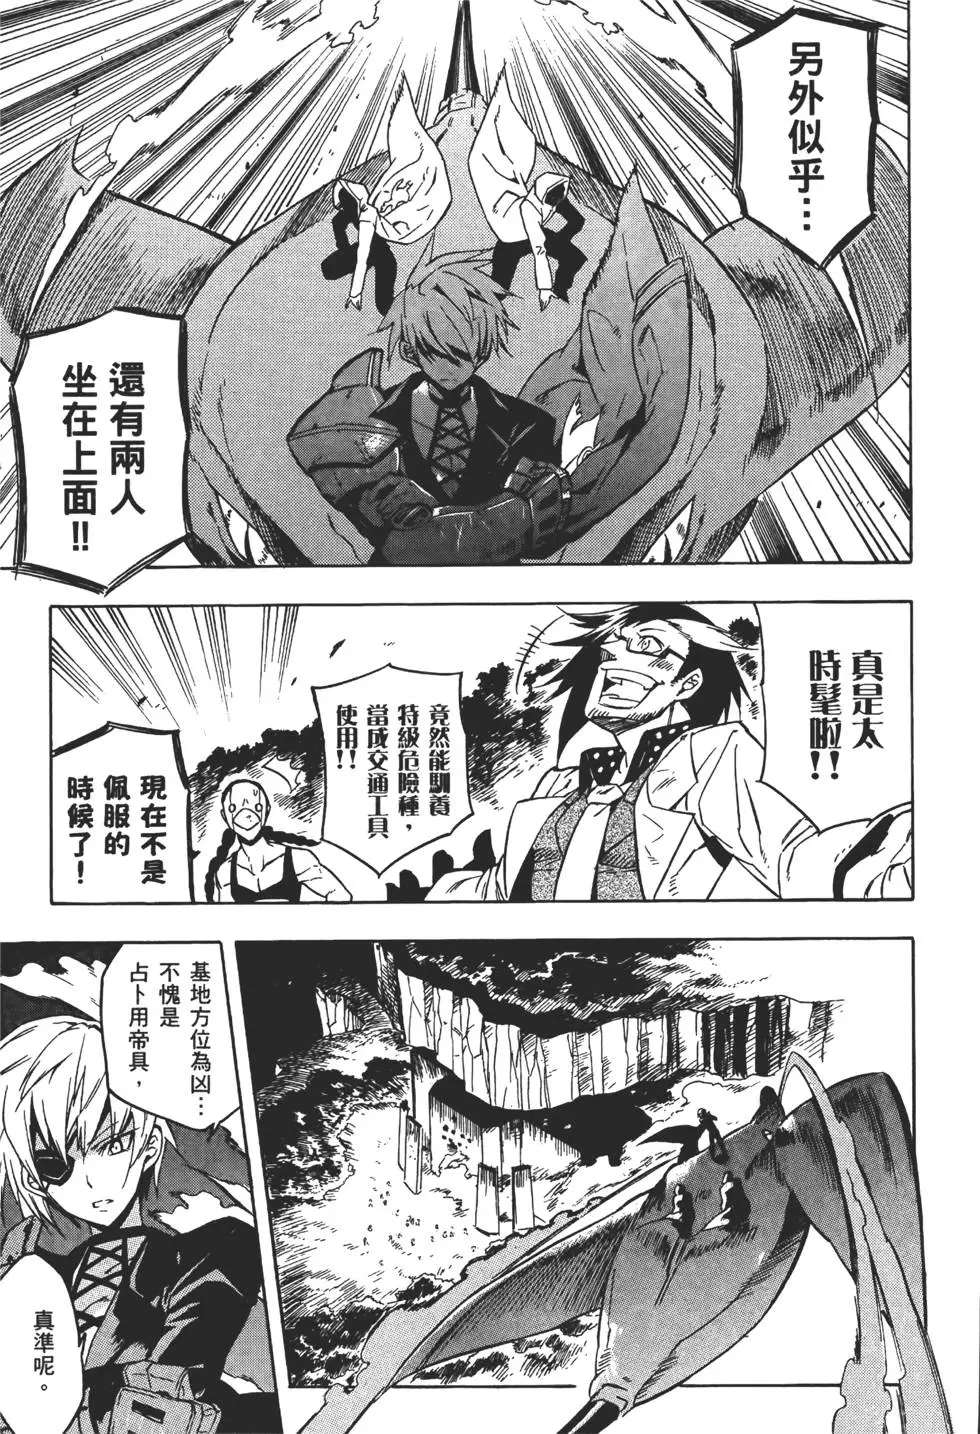 另外似乎…
還有兩人
坐在上面!!
真是太
時髦啦!!
竟然能馴養
特級危險種，
當成交通工具
使用!!
現在不是
佩服的
時候了!
基地方位為凶…
不愧是
占卜用帝具，
真準呢。